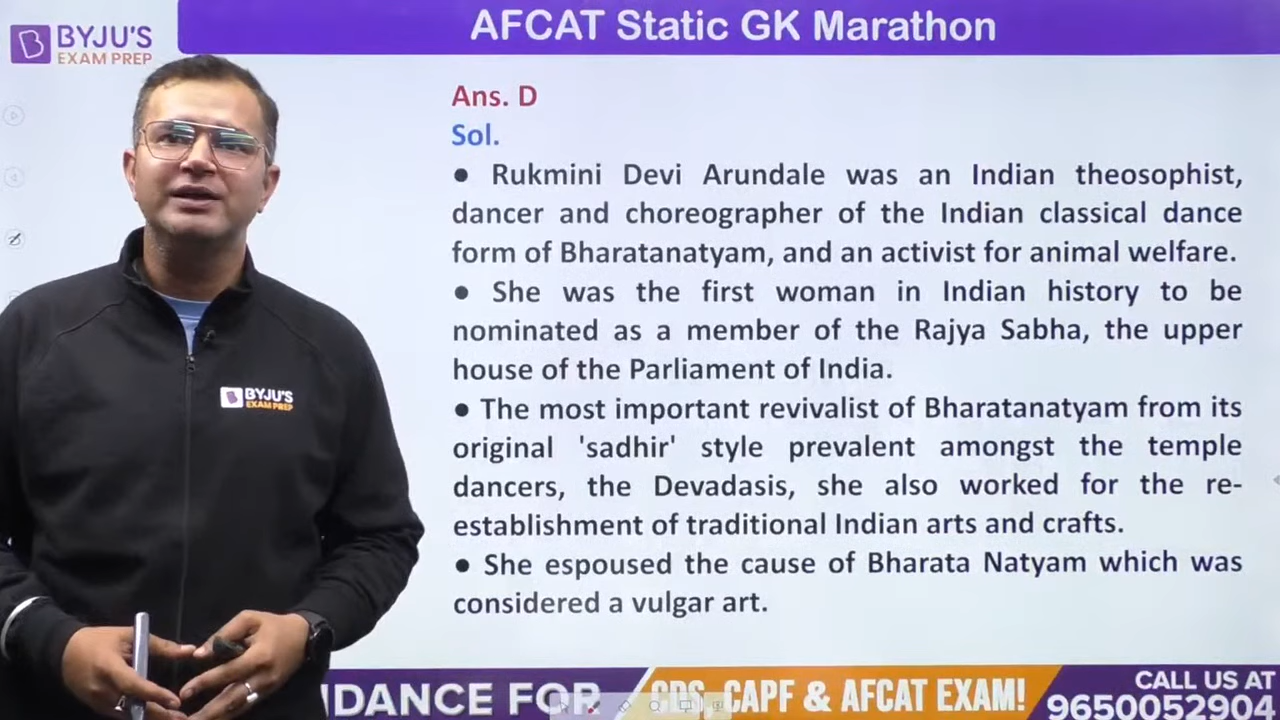 BYJU'S
EXAM PREP
AFCAT Static GK Marathon
Ans. D
Sol.
● Rukmini Devi Arundale was an Indian theosophist,
dancer and choreographer of the Indian classical dance
form of Bharatanatyam, and an activist for animal welfare.
● She was the first woman in Indian history to be
nominated as a member of the Rajya Sabha, the upper
house of the Parliament of India.
● The most important revivalist of Bharatanatyam from its
original 'sadhir' style prevalent amongst the temple
dancers, the Devadasis, she also worked for the re-
establishment of traditional Indian arts and crafts.
● She espoused the cause of Bharata Natyam which was
considered a vulgar art.
BYJU'S
EXAM PREP
IDANCE FOR CDS, CAPF & AFCAT EXAM!
CALL US AT
9650052904